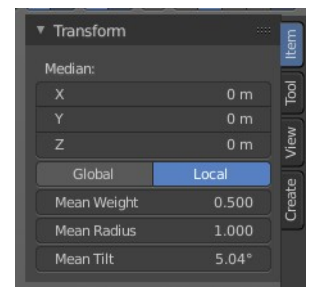 Transform
Median:
X 0 m
Y 0 m
Z 0 m
Global Local
Mean Weight 0.500
Mean Radius 1.000
Mean Tilt 5.04°
Item
Tool
View
Create